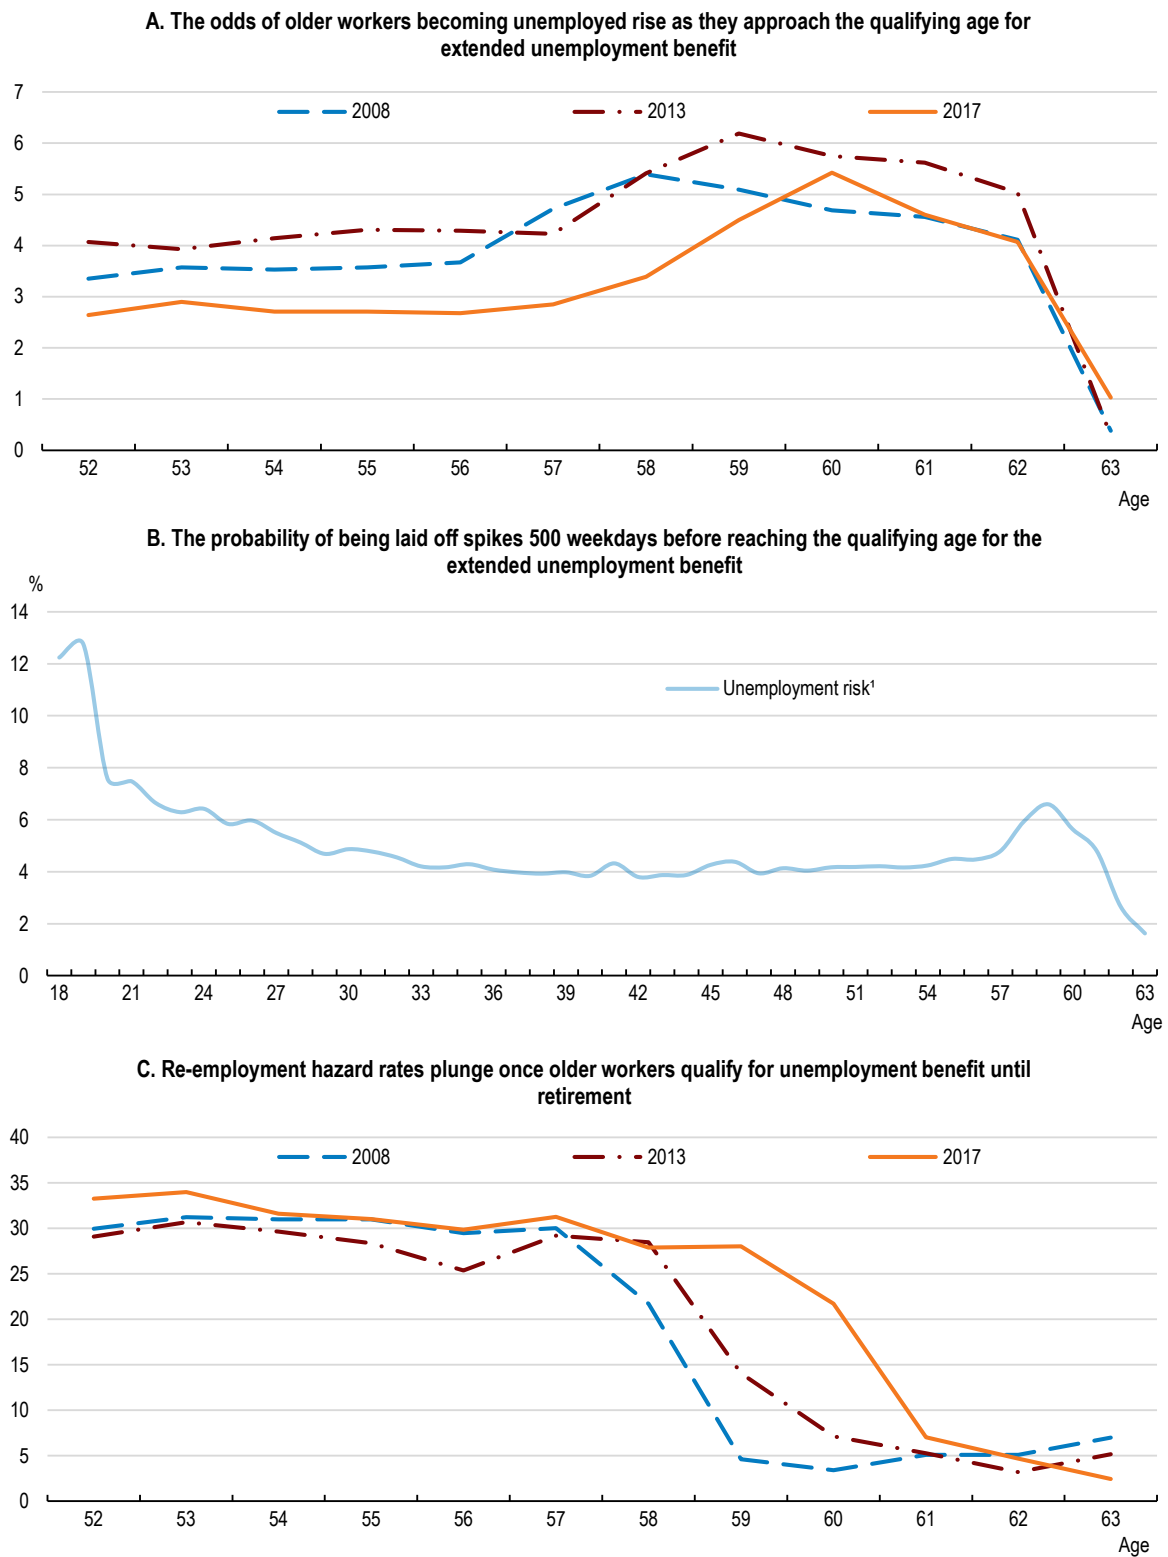 A. The odds of older workers becoming unemployed rise as they approach the qualifying age for
extended unemployment benefit
7
2008 2013 2017
6
5
4
3
2
1
0
52 53 54 55 56 57 58 59 60 61 62 63
Age
B. The probability of being laid off spikes 500 weekdays before reaching the qualifying age for the
extended unemployment benefit
%
14
12
Unemployment risk¹
10
8
6
4
2
0
18 21 24 27 30 33 36 39 42 45 48 51 54 57 60 63
Age
C. Re-employment hazard rates plunge once older workers qualify for unemployment benefit until
retirement
40
2008 2013 2017
35
30
25
20
15
10
5
0
52 53 54 55 56 57 58 59 60 61 62 63
Age